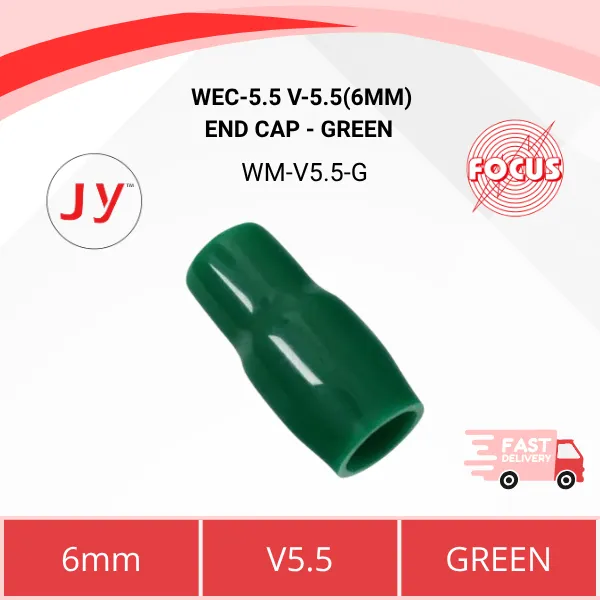 WEC-5.5 V-5.5(6MM)
END CAP - GREEN
WM-V5.5-G
JY™
FOCUS
FAST
DELIVERY
6mm
V5.5
GREEN